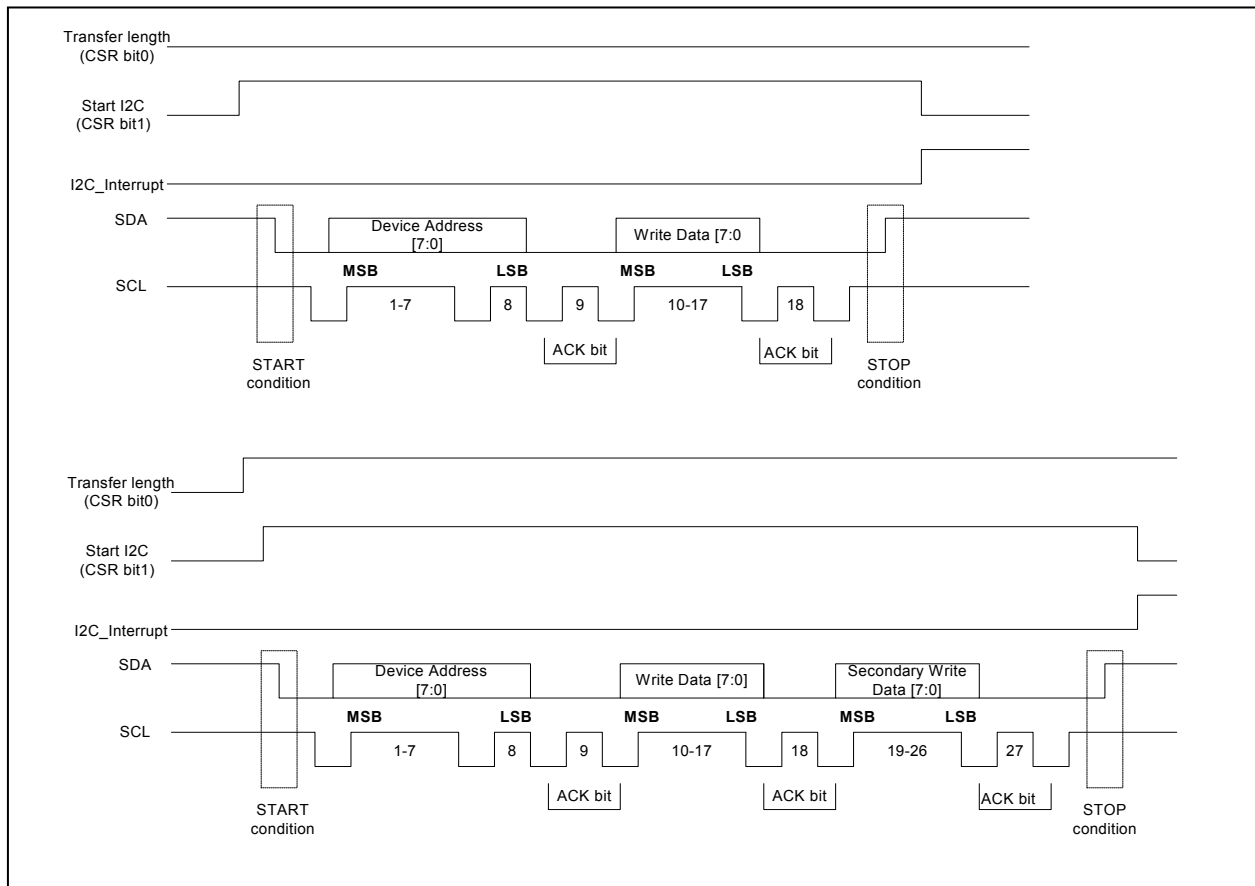 Transfer length
(CSR bit0)
Start I2C
(CSR bit1)
I2C_Interrupt
SDA
Device Address
[7:0]
Write Data [7:0
MSB
LSB
MSB
LSB
SCL
1-7
8
9
10-17
18
ACK bit
ACK bit
START
condition
STOP
condition
Transfer length
(CSR bit0)
Start I2C
(CSR bit1)
I2C_Interrupt
SDA
Device Address
[7:0]
Write Data [7:0]
Secondary Write
Data [7:0]
MSB
LSB
MSB
LSB
MSB
LSB
SCL
1-7
8
9
10-17
18
19-26
27
ACK bit
ACK bit
ACK bit
START
condition
STOP
condition